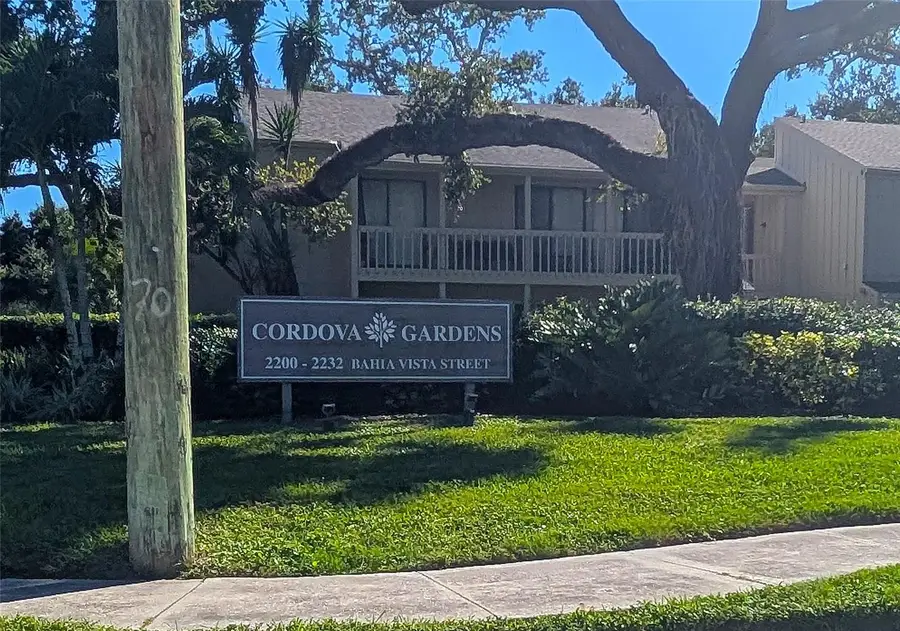 70
CORDOVA GARDENS
2200 - 2232 BAHIA VISTA STREET